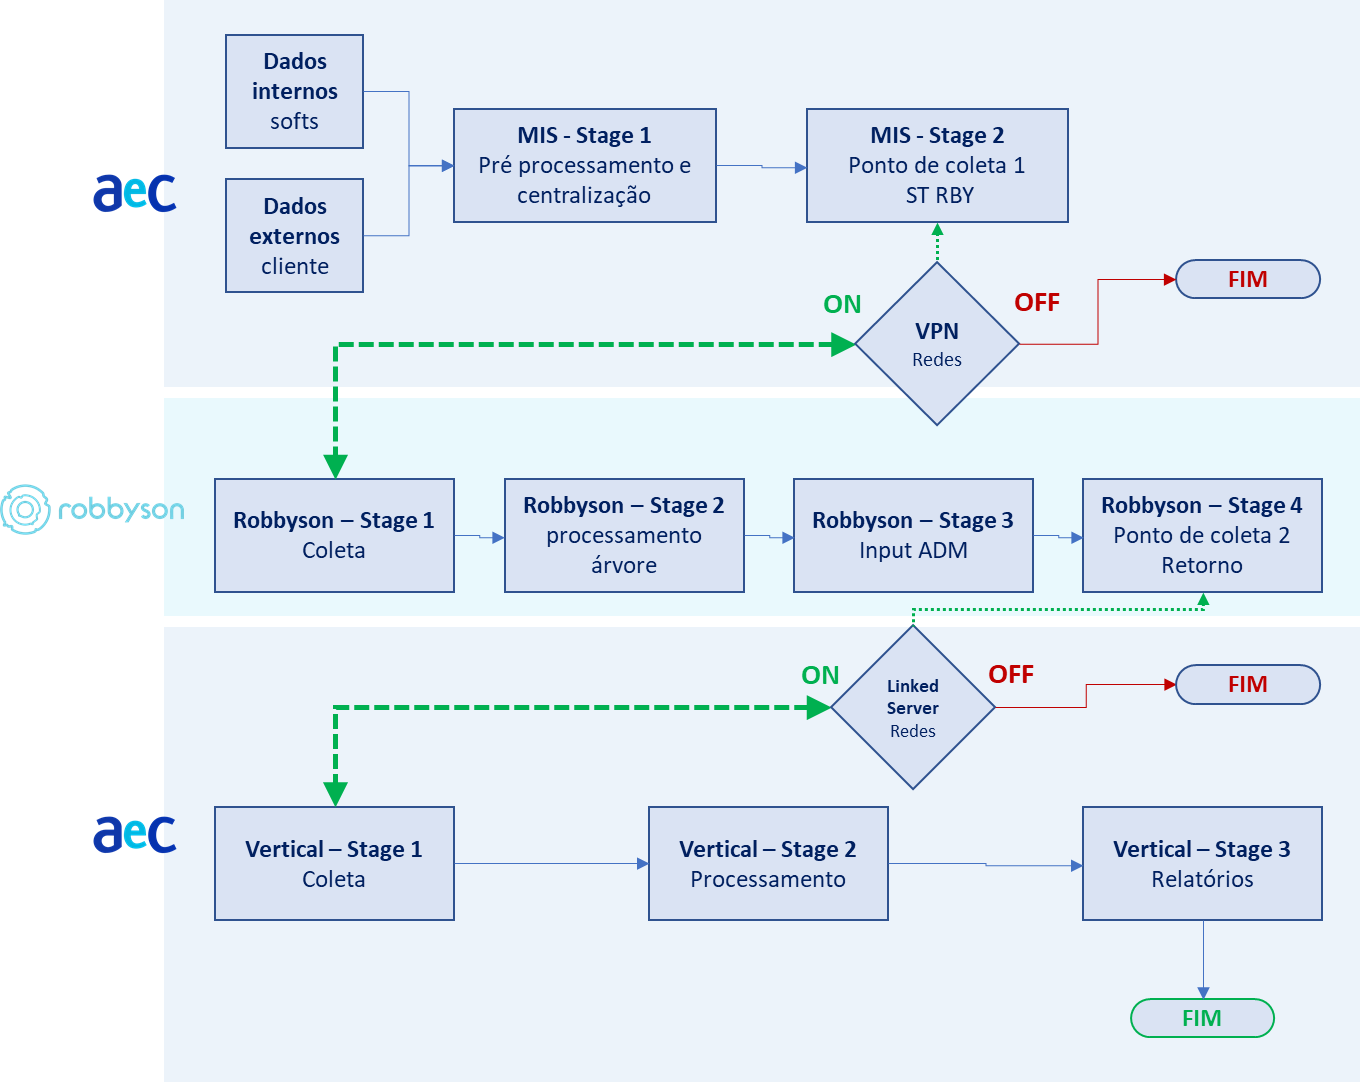 Dados
internos
softs
MIS - Stage 1
Pré processamento e
centralização
MIS - Stage 2
Ponto de coleta 1
ST RBY
aec
Dados
externos
cliente
FIM
ON
OFF
VPN
Redes
robbyson
Robbyson – Stage 1
Coleta
Robbyson – Stage 2
processamento
árvore
Robbyson – Stage 3
Input ADM
Robbyson – Stage 4
Ponto de coleta 2
Retorno
ON
OFF
Linked
Server
Redes
FIM
aec
Vertical – Stage 1
Coleta
Vertical – Stage 2
Processamento
Vertical – Stage 3
Relatórios
FIM